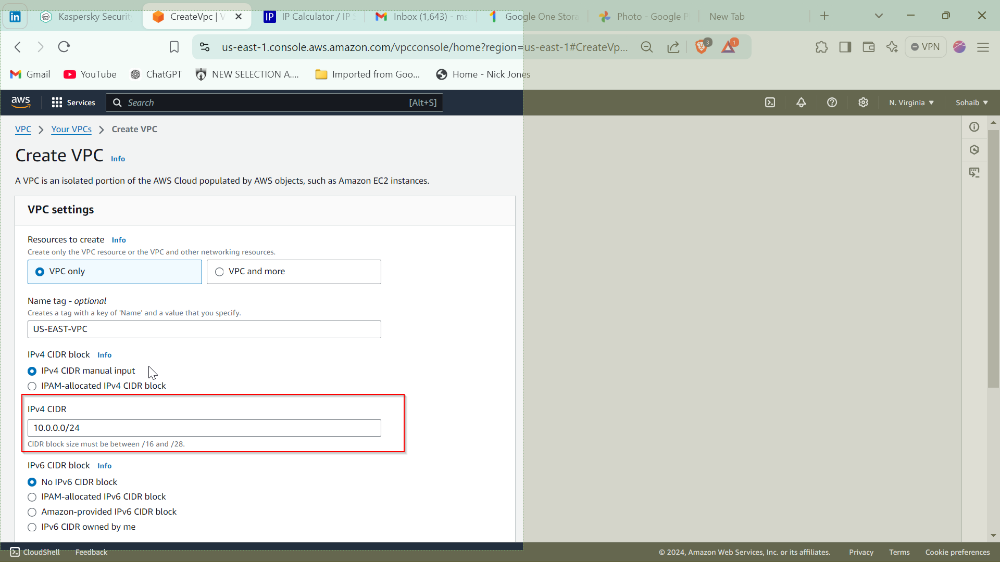 Kaspersky Securit
CreateVpc | V
IP Calculator / IP S
Inbox (1,643) - ms
Google One Stora
Photo - Google P
New Tab
us-east-1.console.aws.amazon.com/vpcconsole/home?region=us-east-1#CreateVp...
3
1
VPN
Gmail
YouTube
ChatGPT
NEW SELECTION A....
Imported from Goo...
Home - Nick Jones
aws
Services
Search
[Alt+S]
N. Virginia
Sohaib
VPC
Your VPCs
Create VPC
Create VPC Info
A VPC is an isolated portion of the AWS Cloud populated by AWS objects, such as Amazon EC2 instances.
VPC settings
Resources to create Info
Create only the VPC resource or the VPC and other networking resources.
VPC only
VPC and more
Name tag - optional
Creates a tag with a key of 'Name' and a value that you specify.
US-EAST-VPC
IPv4 CIDR block Info
IPv4 CIDR manual input
IPAM-allocated IPv4 CIDR block
IPv4 CIDR
10.0.0.0/24
CIDR block size must be between /16 and /28.
IPv6 CIDR block Info
No IPv6 CIDR block
IPAM-allocated IPv6 CIDR block
Amazon-provided IPv6 CIDR block
IPv6 CIDR owned by me
CloudShell
Feedback
© 2024, Amazon Web Services, Inc. or its affiliates.
Privacy
Terms
Cookie preferences